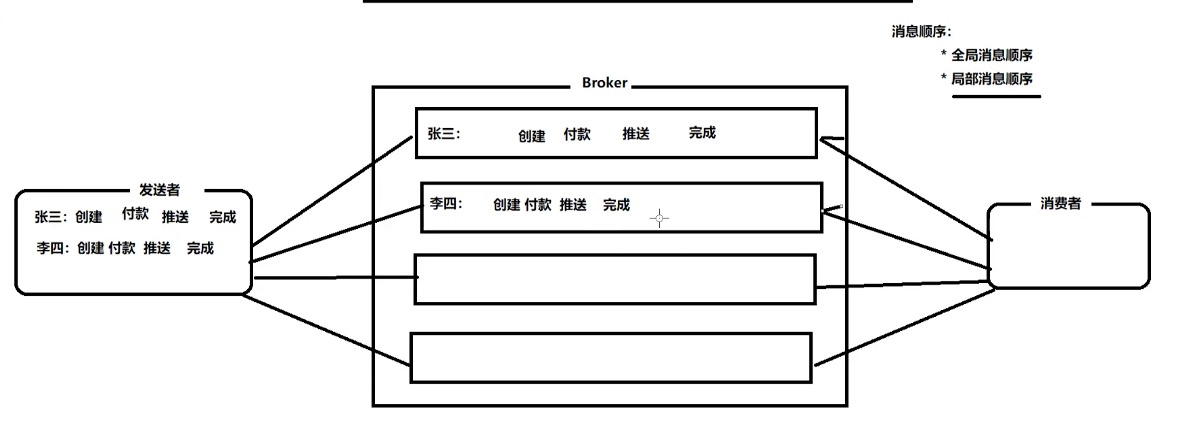 消息顺序：
* 全局消息顺序
* 局部消息顺序
Broker
发送者
张三：创建 付款 推送 完成
李四：创建 付款 推送 完成
张三： 创建 付款 推送 完成
李四： 创建 付款 推送 完成
消费者